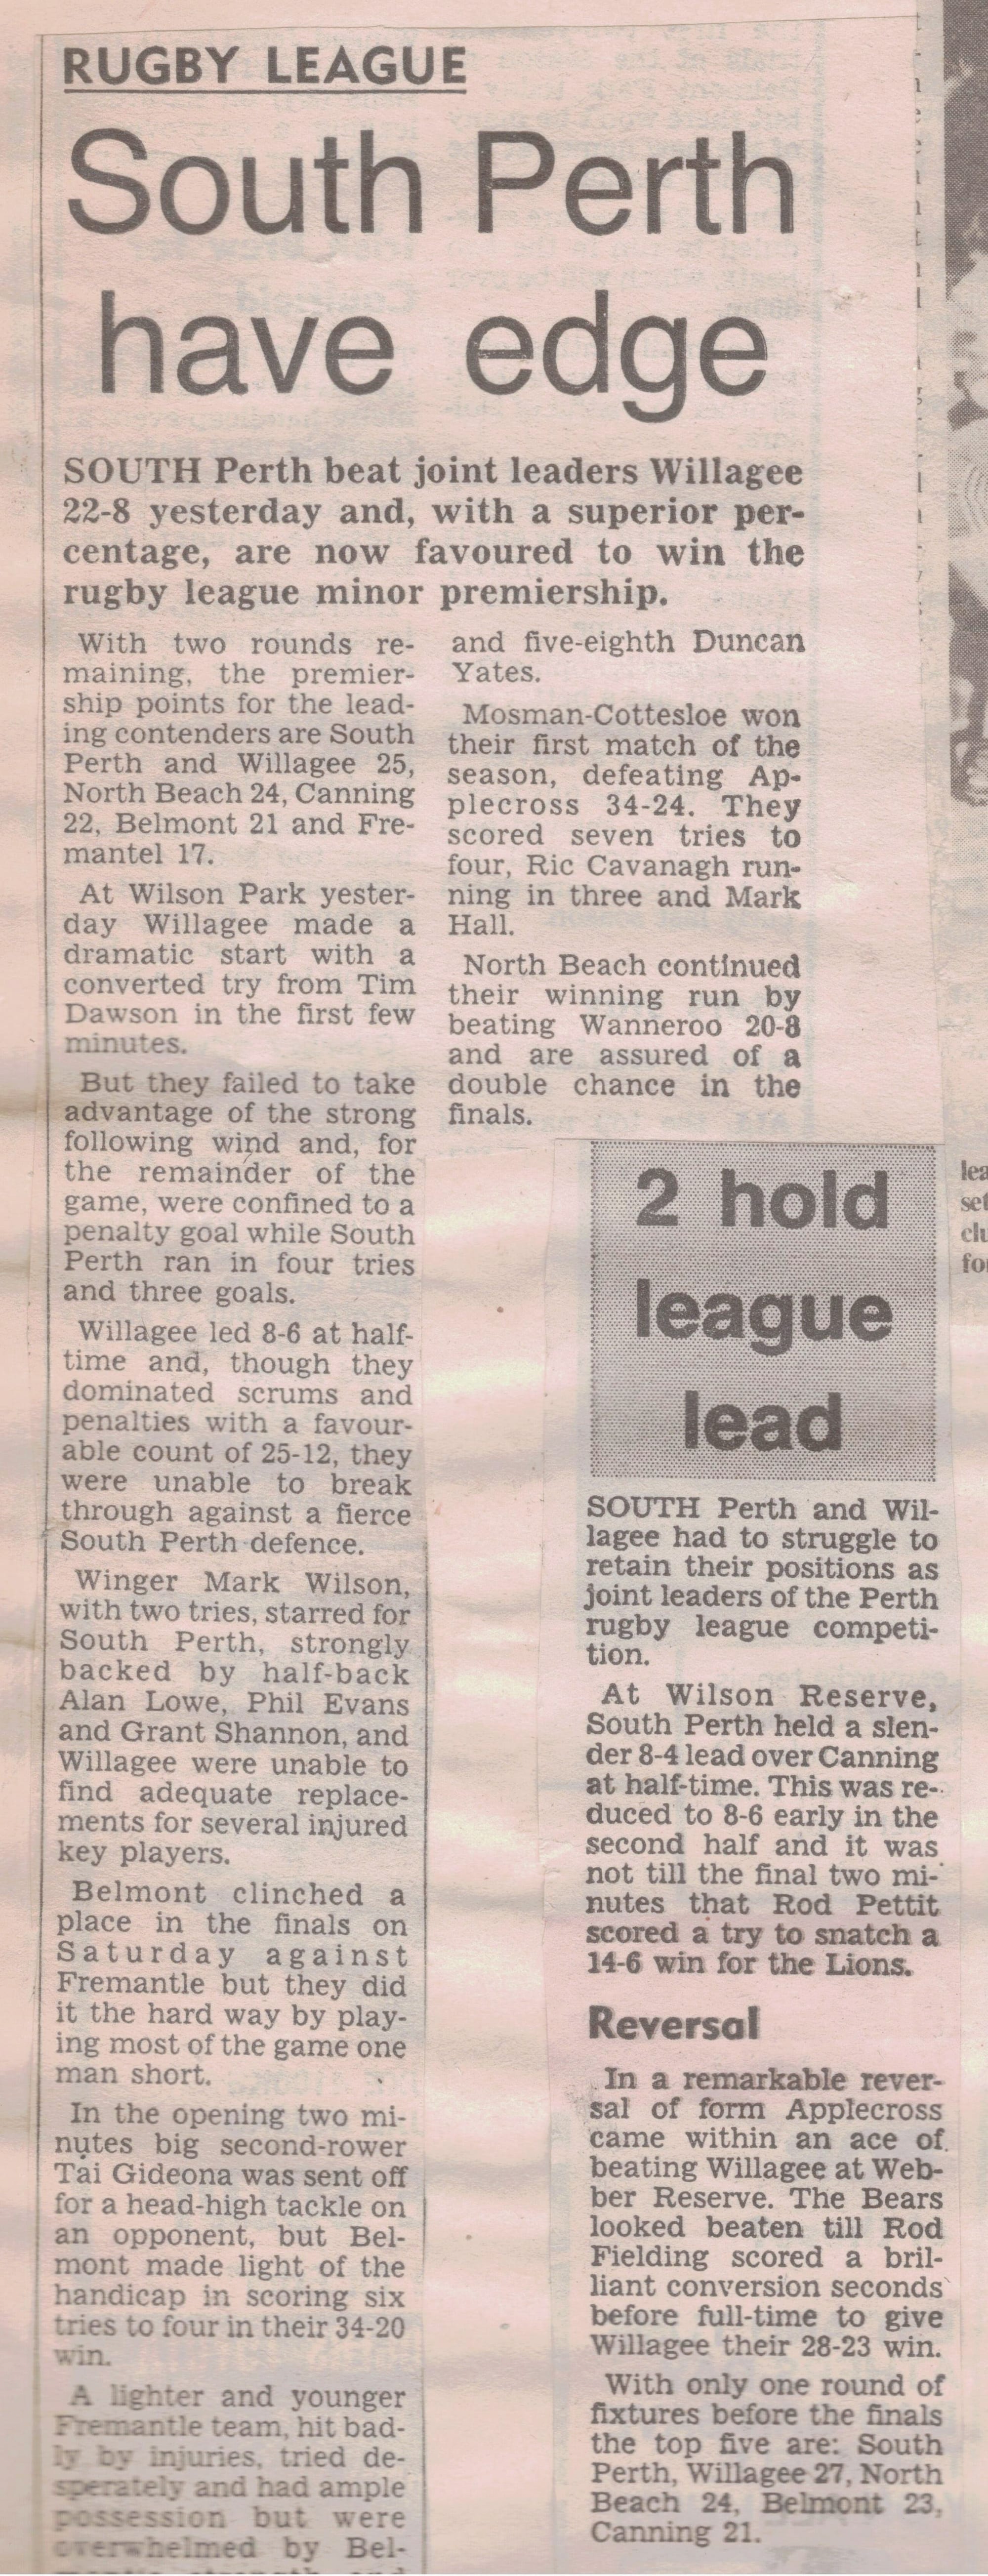 RUGBY LEAGUE
South Perth
have edge
SOUTH Perth beat joint leaders Willagee
22-8 yesterday and, with a superior per-
centage, are now favoured to win the
rugby league minor premiership.
With two rounds re-
maining, the premier-
ship points for the lead-
ing contenders are South
Perth and Willagee 25,
North Beach 24, Canning
22, Belmont 21 and Fre-
mantel 17.
At Wilson Park yester-
day Willagee made a
dramatic start with a
converted try from Tim
Dawson in the first few
minutes.
But they failed to take
advantage of the strong
following wind and, for
the remainder of the
game, were confined to a
penalty goal while South
Perth ran in four tries
and three goals.
Willagee led 8-6 at half-
time and, though they
dominated scrums and
penalties with a favour-
able count of 25-12, they
were unable to break
through against a fierce
South Perth defence.
Winger Mark Wilson,
with two tries, starred for
South Perth, strongly
backed by half-back
Alan Lowe, Phil Evans
and Grant Shannon, and
Willagee were unable to
find adequate replace-
ments for several injured
key players.
Belmont clinched a
place in the finals on
Saturday against
Fremantle but they did
it the hard way by play-
ing most of the game one
man short.
In the opening two mi-
nutes big second-rower
Tai Gideona was sent off
for a head-high tackle on
an opponent, but Bel-
mont made light of the
handicap in scoring six
tries to four in their 34-20
win.
A lighter and younger
Fremantle team, hit bad-
ly by injuries, tried de-
sperately and had ample
possession but were
overwhelmed by Bel-
and five-eighth Duncan
Yates.
Mosman-Cottesloe won
their first match of the
season, defeating Ap-
plecross 34-24. They
scored seven tries to
four, Ric Cavanagh run-
ning in three and Mark
Hall.
North Beach continued
their winning run by
beating Wanneroo 20-8
and are assured of a
double chance in the
finals.
2 hold
league
lead
SOUTH Perth and Wil-
lagee had to struggle to
retain their positions as
joint leaders of the Perth
rugby league competi-
tion.
At Wilson Reserve,
South Perth held a slen-
der 8-4 lead over Canning
at half-time. This was re-
duced to 8-6 early in the
second half and it was
not till the final two mi-
nutes that Rod Pettit
scored a try to snatch a
14-6 win for the Lions.
Reversal
In a remarkable rever-
sal of form Applecross
came within an ace of
beating Willagee at Web-
ber Reserve. The Bears
looked beaten till Rod
Fielding scored a bril-
liant conversion seconds
before full-time to give
Willagee their 28-23 win.
With only one round of
fixtures before the finals
the top five are: South
Perth, Willagee 27, North
Beach 24, Belmont 23,
Canning 21.